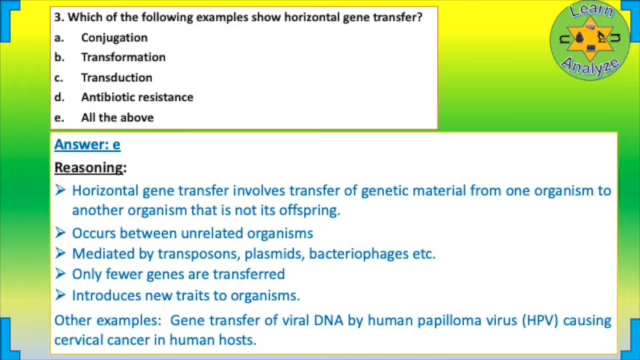 3. Which of the following examples show horizontal gene transfer?
a. Conjugation
b. Transformation
c. Transduction
d. Antibiotic resistance
e. All the above
Learn
Analyze
Answer: e
Reasoning:
➢ Horizontal gene transfer involves transfer of genetic material from one organism to
another organism that is not its offspring.
➢ Occurs between unrelated organisms
➢ Mediated by transposons, plasmids, bacteriophages etc.
➢ Only fewer genes are transferred
➢ Introduces new traits to organisms.
Other examples: Gene transfer of viral DNA by human papilloma virus (HPV) causing
cervical cancer in human hosts.